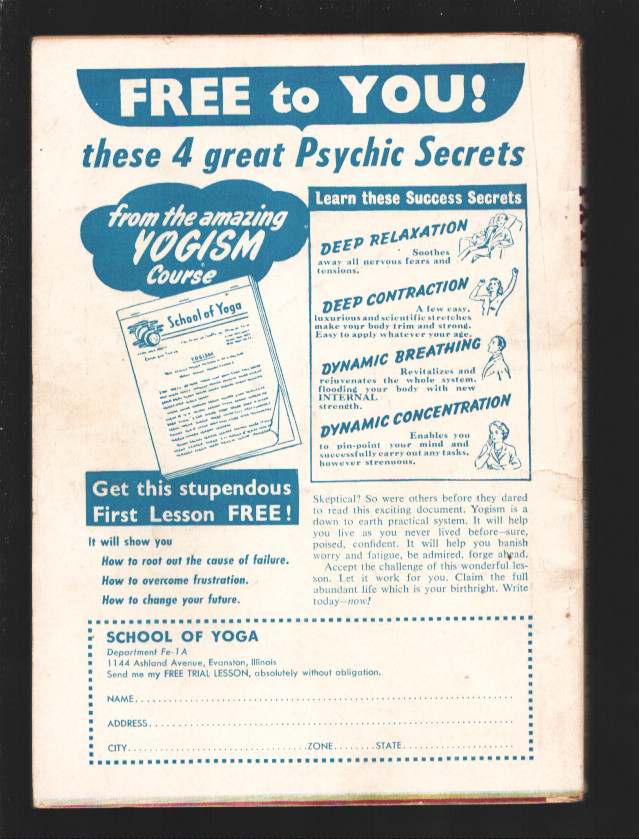 FREE to YOU!
these 4 great Psychic Secrets
from the amazing
YOGISM
Course
School of Yoga
YOGISM
Get this stupendous
First Lesson FREE!
It will show you
How to root out the cause of failure.
How to overcome frustration.
How to change your future.
Learn these Success Secrets
DEEP RELAXATION
Soothes
away all nervous fears and
tensions.
DEEP CONTRACTION
A few easy,
luxurious and scientific stretches
make your body trim and strong.
Easy to apply whatever your age.
DYNAMIC BREATHING
Revitalizes and
rejuvenates the whole system,
flooding your body with new
INTERNAL
strength.
DYNAMIC CONCENTRATION
Enables you
to pin-point your mind and
successfully carry out any tasks,
however strenuous.
Skeptical? So were others before they dared
to read this exciting document. Yogism is a
down to earth practical system. It will help
you live as you never lived before—sure,
poised, confident. It will help you banish
worry and fatigue, be admired, forge ahead.
Accept the challenge of this wonderful les-
son. Let it work for you. Claim the full
abundant life which is your birthright. Write
today—now!
SCHOOL OF YOGA
Department Fe-1A
1144 Ashland Avenue, Evanston, Illinois
Send me my FREE TRIAL LESSON, absolutely without obligation.
NAME
ADDRESS
CITY ZONE STATE